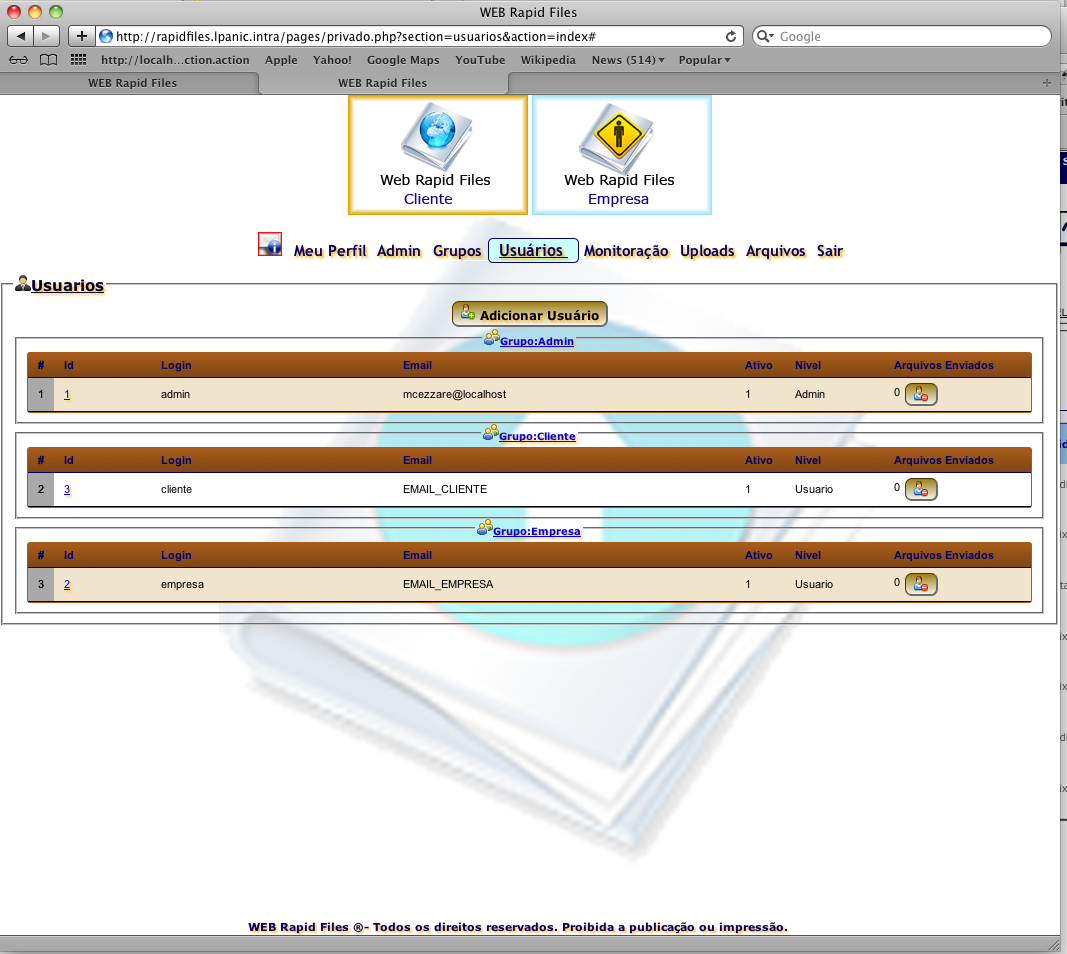 WEB Rapid Files
http://rapidfiles.lpanic.intra/pages/privado.php?section=usuarios&action=index#
Google
http://localh...ction.action Apple Yahoo! Google Maps YouTube Wikipedia News (514) Popular
WEB Rapid Files WEB Rapid Files
Web Rapid Files Web Rapid Files
Cliente Empresa
Meu Perfil Admin Grupos Usuários Monitoração Uploads Arquivos Sair
Usuarios
Adicionar Usuário
Grupo:Admin
# Id Login Email Ativo Nivel Arquivos Enviados
1 1 admin mcezzare@localhost 1 Admin 0
Grupo:Cliente
# Id Login Email Ativo Nivel Arquivos Enviados
2 3 cliente EMAIL_CLIENTE 1 Usuario 0
Grupo:Empresa
# Id Login Email Ativo Nivel Arquivos Enviados
3 2 empresa EMAIL_EMPRESA 1 Usuario 0
WEB Rapid Files ®- Todos os direitos reservados. Proibida a publicação ou impressão.